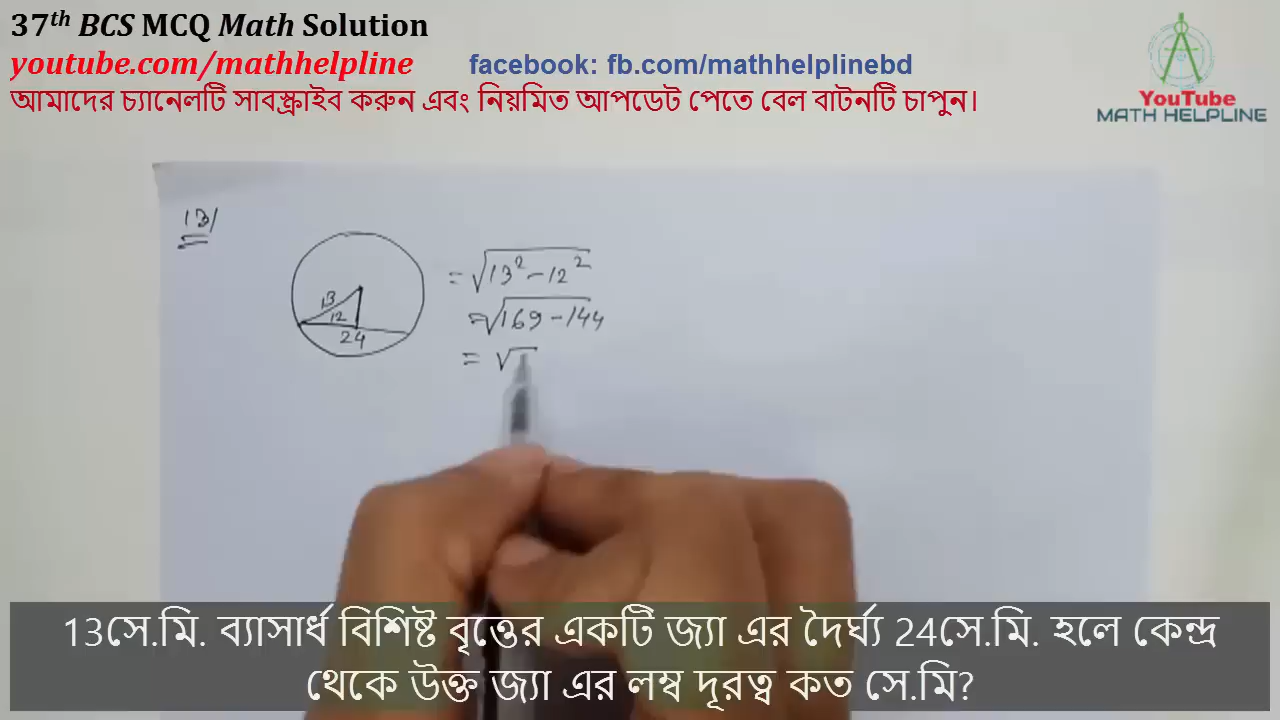 37th BCS MCQ Math Solution
youtube.com/mathhelpline facebook: fb.com/mathhelplinebd
আমাদের চ্যানেলটি সাবস্ক্রাইব করুন এবং নিয়মিত আপডেট পেতে বেল বাটনটি চাপুন।
YouTube
MATH HELPLINE
13/
= √13² - 12²
13
12
24
= √169 - 144
= √
13সে.মি. ব্যাসার্ধ বিশিষ্ট বৃত্তের একটি জ্যা এর দৈর্ঘ্য 24সে.মি. হলে কেন্দ্র
থেকে উক্ত জ্যা এর লম্ব দূরত্ব কত সে.মি?